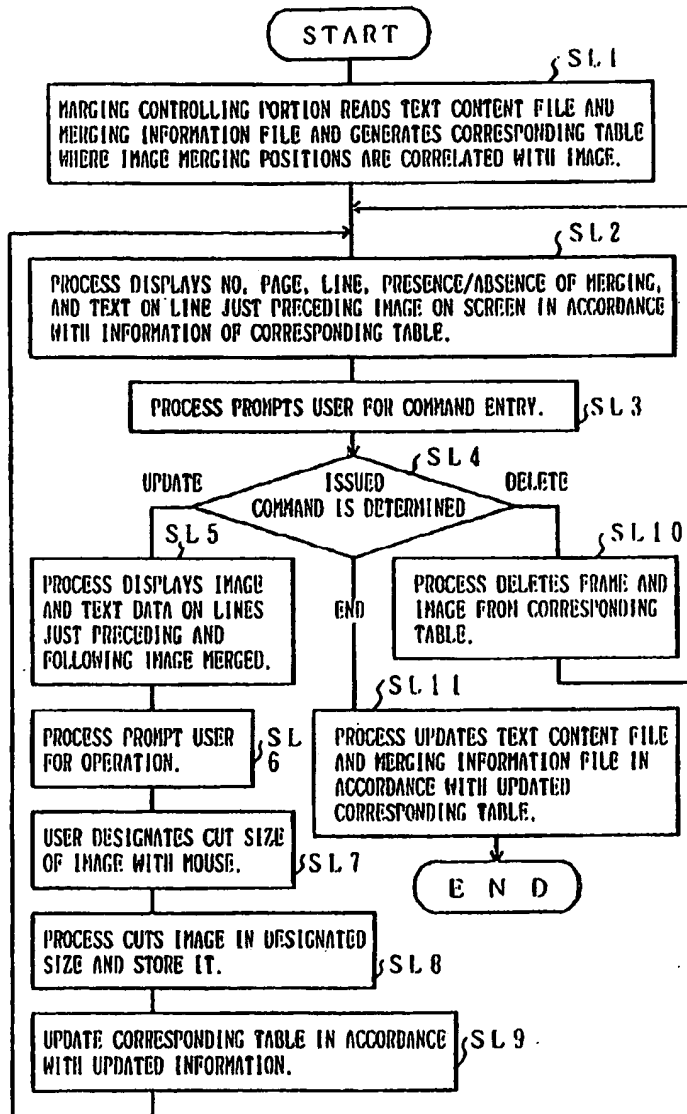 START
SL1
MARGING CONTROLLING PORTION READS TEXT CONTENT FILE AND
MERGING INFORMATION FILE AND GENERATES CORRESPONDING TABLE
WHERE IMAGE MERGING POSITIONS ARE CORRELATED WITH IMAGE.
SL2
PROCESS DISPLAYS NO, PAGE, LINE, PRESENCE/ABSENCE OF MERGING,
AND TEXT ON LINE JUST PRECEDING IMAGE ON SCREEN IN ACCORDANCE
WITH INFORMATION OF CORRESPONDING TABLE.
PROCESS PROMPTS USER FOR COMMAND ENTRY.
SL3
SL4
ISSUED
COMMAND IS DETERMINED
UPDATE
DELETE
END
SL5
PROCESS DISPLAYS IMAGE
AND TEXT DATA ON LINES
JUST PRECEDING AND
FOLLOWING IMAGE MERGED.
SL10
PROCESS DELETES FRAME AND
IMAGE FROM CORRESPONDING
TABLE.
PROCESS PROMPT USER
FOR OPERATION.
SL
6
SL11
PROCESS UPDATES TEXT CONTENT FILE
AND MERGING INFORMATION FILE IN
ACCORDANCE WITH UPDATED
CORRESPONDING TABLE.
USER DESIGNATES CUT SIZE
OF IMAGE WITH MOUSE.
SL7
END
PROCESS CUTS IMAGE IN DESIGNATED
SIZE AND STORE IT.
SL8
UPDATE CORRESPONDING TABLE IN ACCORDANCE
WITH UPDATED INFORMATION.
SL9